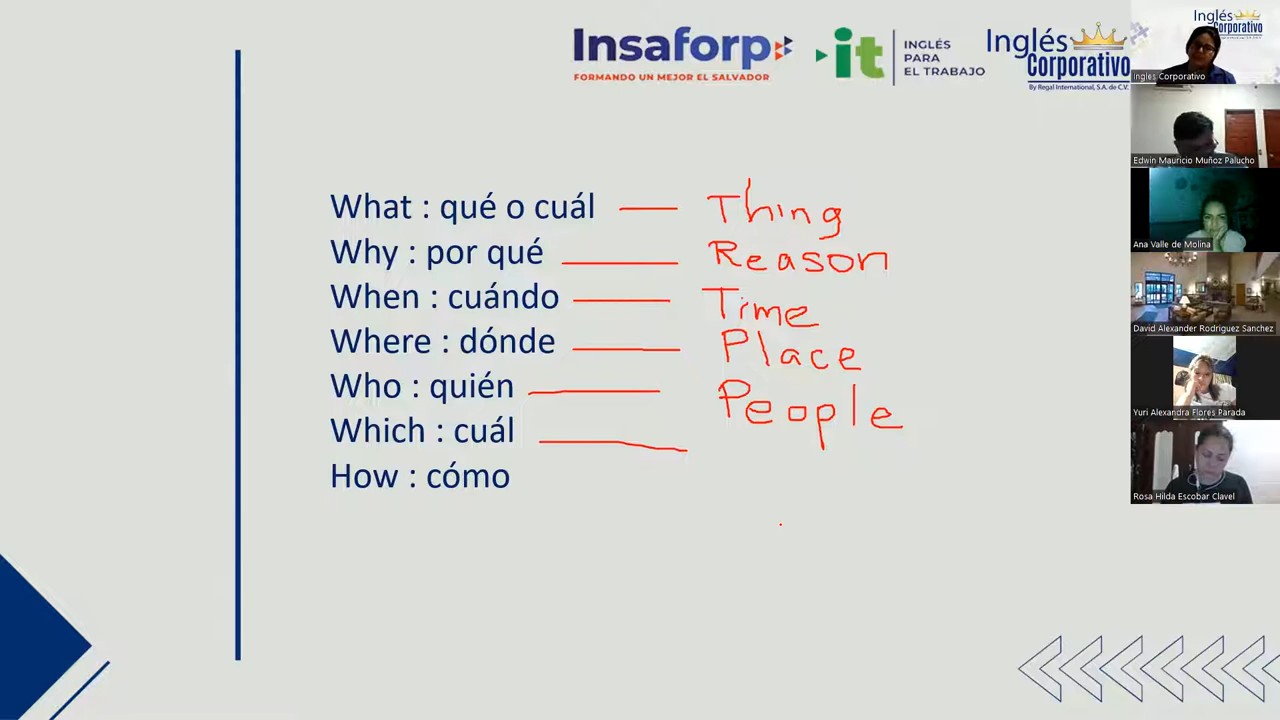 Insaforp
FORMANDO UN MEJOR EL SALVADOR
it
INGLÉS
PARA
EL TRABAJO
Inglés
Corporativo
By Regal International, S.A. de C.V.
What : qué o cuál — Thing
Why : por qué — Reason
When : cuándo — Time
Where : dónde — Place
Who : quién — People
Which : cuál —
How : cómo
Inglés
Corporativo
Inglés Corporativo
Edwin Mauricio Muñoz Palucho
Ana Valle de Molina
David Alexander Rodriguez Sanchez
Yuri Alexandra Flores Parada
Rosa Hilda Escobar Clavel